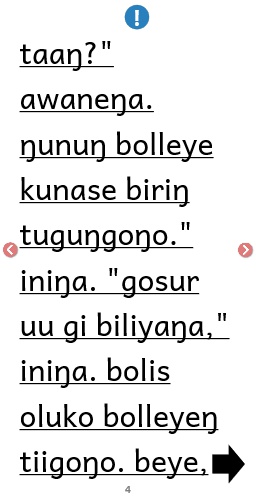 taaŋ?"
awaneŋa.
ŋunuŋ bolleye
kunase biriŋ
tuguŋgoŋo."
iniŋa. "gosur
uu gi biliyaŋa,"
iniŋa. bolis
oluko bolleyeŋ
tiigoŋo. beye,
4